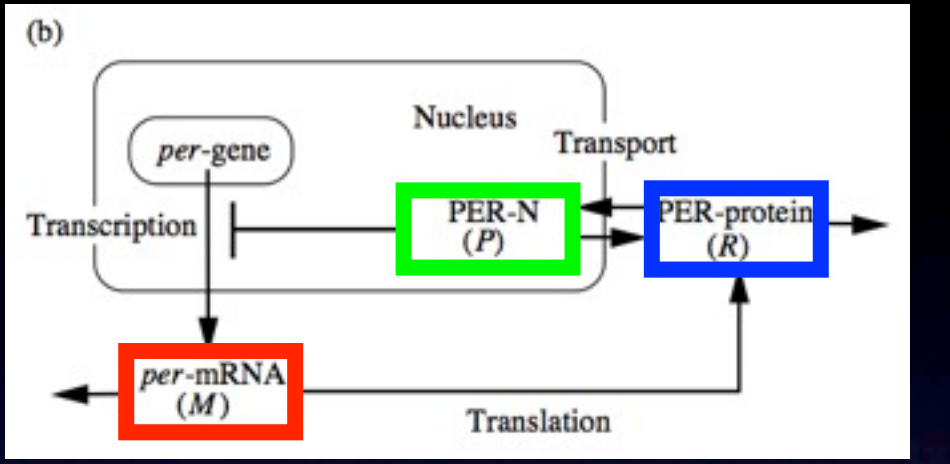 (b)
Nucleus
Transport
per-gene
Transcription
PER-N
(P)
PER-protein
(R)
per-mRNA
(M)
Translation